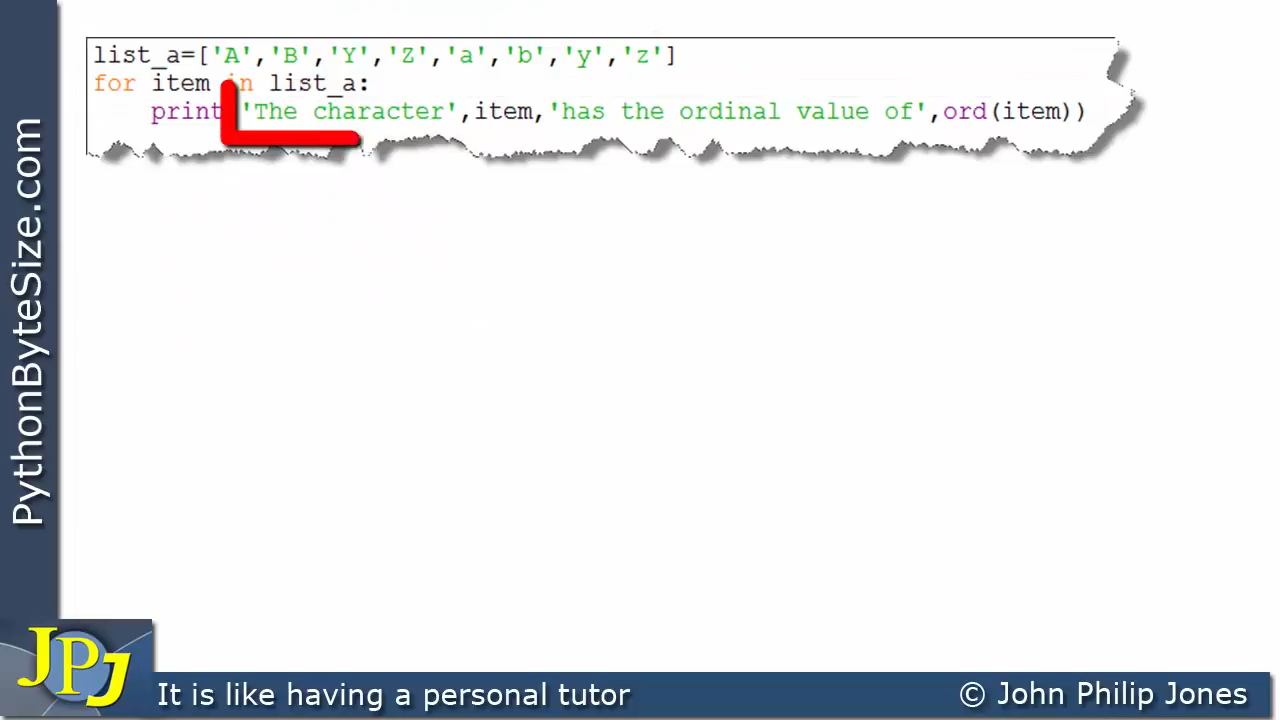 list_a=['A','B','Y','Z','a','b','y','z']
for item in list_a:
    print 'The character',item,'has the ordinal value of',ord(item))
PythonByteSize.com
JPJ
It is like having a personal tutor
© John Philip Jones